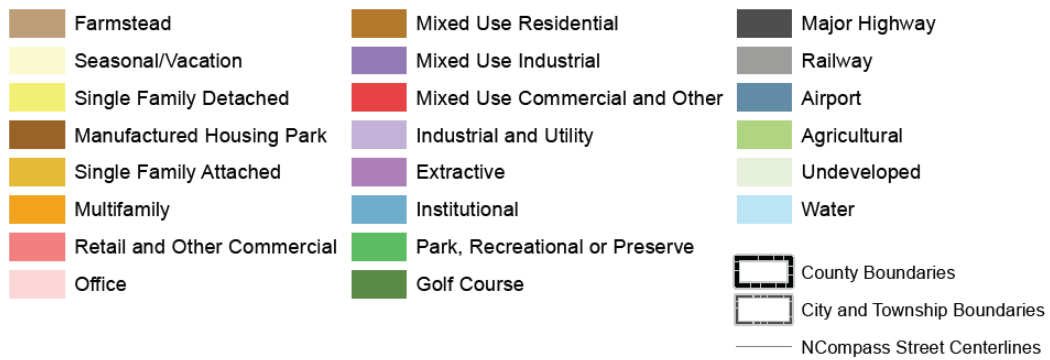 Farmstead
Seasonal/Vacation
Single Family Detached
Manufactured Housing Park
Single Family Attached
Multifamily
Retail and Other Commercial
Office
Mixed Use Residential
Mixed Use Industrial
Mixed Use Commercial and Other
Industrial and Utility
Extractive
Institutional
Park, Recreational or Preserve
Golf Course
Major Highway
Railway
Airport
Agricultural
Undeveloped
Water
County Boundaries
City and Township Boundaries
NCompass Street Centerlines